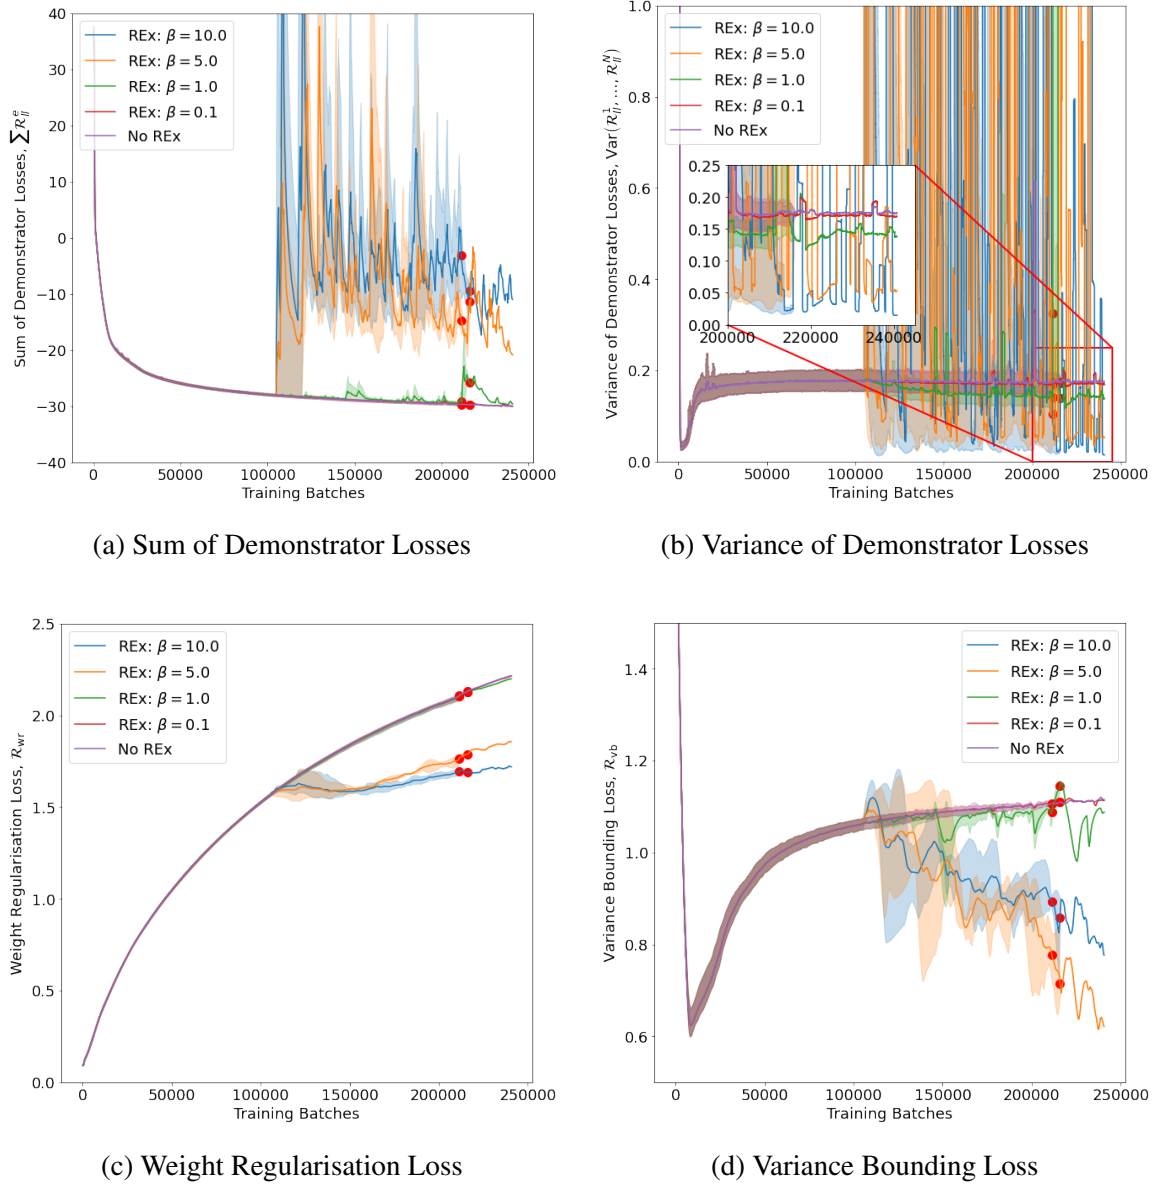 40
30
20
10
0
−10
−20
−30
−40
Sum of Demonstrator Losses, ∑ℛ_il^e
REx: β = 10.0
REx: β = 5.0
REx: β = 1.0
REx: β = 0.1
No REx
0 50000 100000 150000 200000 250000
Training Batches
(a) Sum of Demonstrator Losses
1.0
0.8
0.6
0.4
0.2
0.0
Variance of Demonstrator Losses, Var(ℛ_il^1, ..., ℛ_il^N)
REx: β = 10.0
REx: β = 5.0
REx: β = 1.0
REx: β = 0.1
No REx
0.25
0.20
0.15
0.10
0.05
0.00
200000 220000 240000
0 50000 100000 150000 200000 250000
Training Batches
(b) Variance of Demonstrator Losses
2.5
2.0
1.5
1.0
0.5
0.0
Weight Regularisation Loss, ℛ_wr
REx: β = 10.0
REx: β = 5.0
REx: β = 1.0
REx: β = 0.1
No REx
0 50000 100000 150000 200000 250000
Training Batches
(c) Weight Regularisation Loss
1.4
1.2
1.0
0.8
0.6
Variance Bounding Loss, ℛ_vb
REx: β = 10.0
REx: β = 5.0
REx: β = 1.0
REx: β = 0.1
No REx
0 50000 100000 150000 200000 250000
Training Batches
(d) Variance Bounding Loss